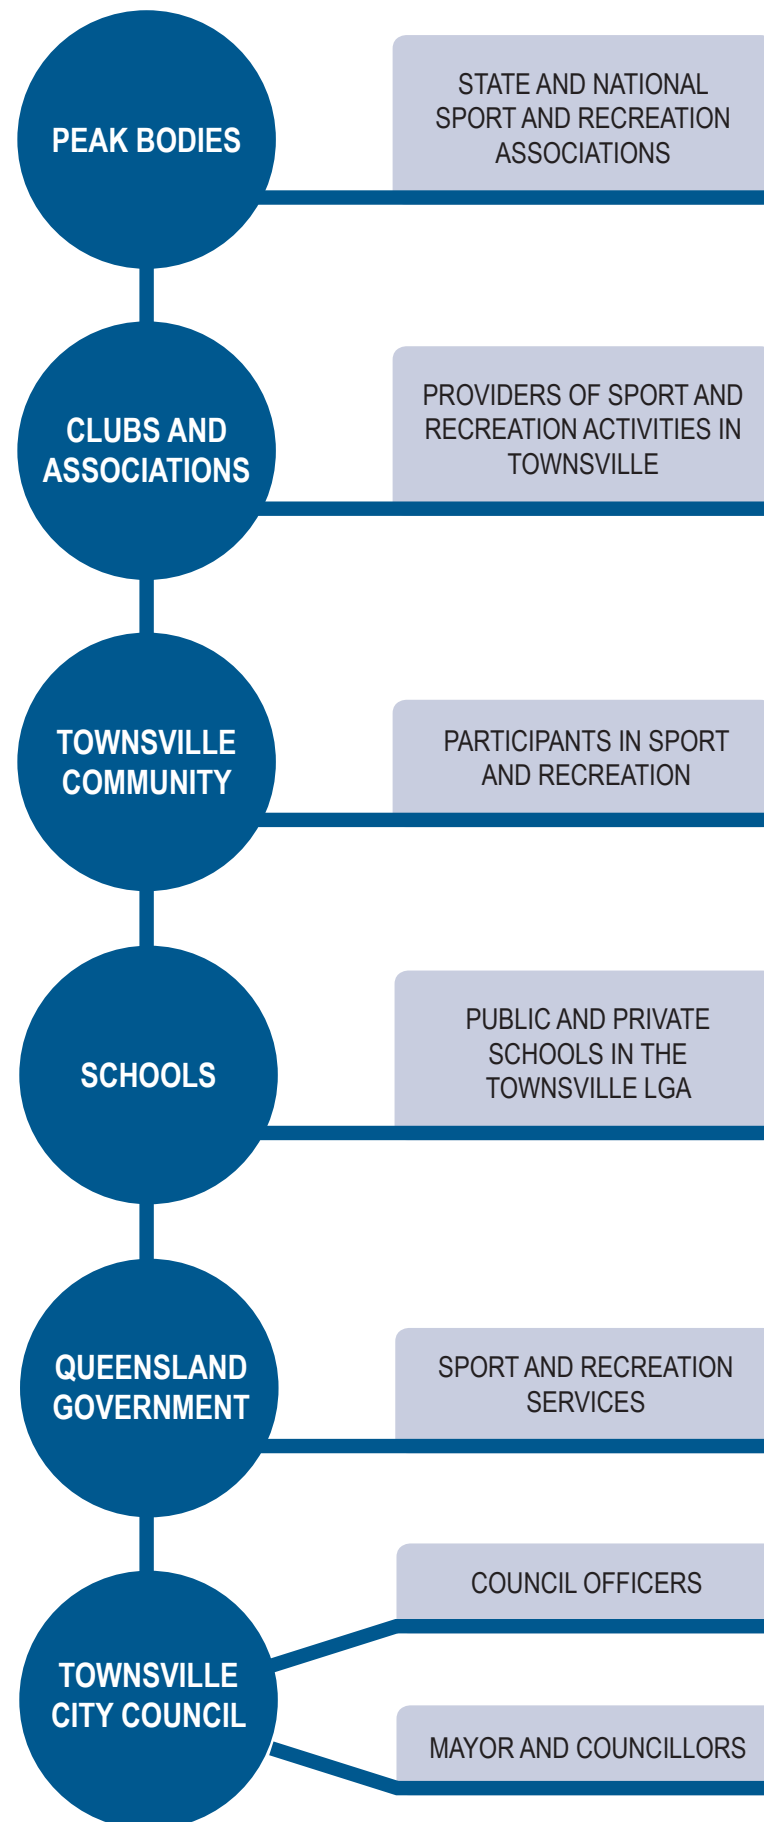 PEAK BODIES
STATE AND NATIONAL
SPORT AND RECREATION
ASSOCIATIONS
CLUBS AND
ASSOCIATIONS
PROVIDERS OF SPORT AND
RECREATION ACTIVITIES IN
TOWNSVILLE
TOWNSVILLE
COMMUNITY
PARTICIPANTS IN SPORT
AND RECREATION
SCHOOLS
PUBLIC AND PRIVATE
SCHOOLS IN THE
TOWNSVILLE LGA
QUEENSLAND
GOVERNMENT
SPORT AND RECREATION
SERVICES
TOWNSVILLE
CITY COUNCIL
COUNCIL OFFICERS
MAYOR AND COUNCILLORS